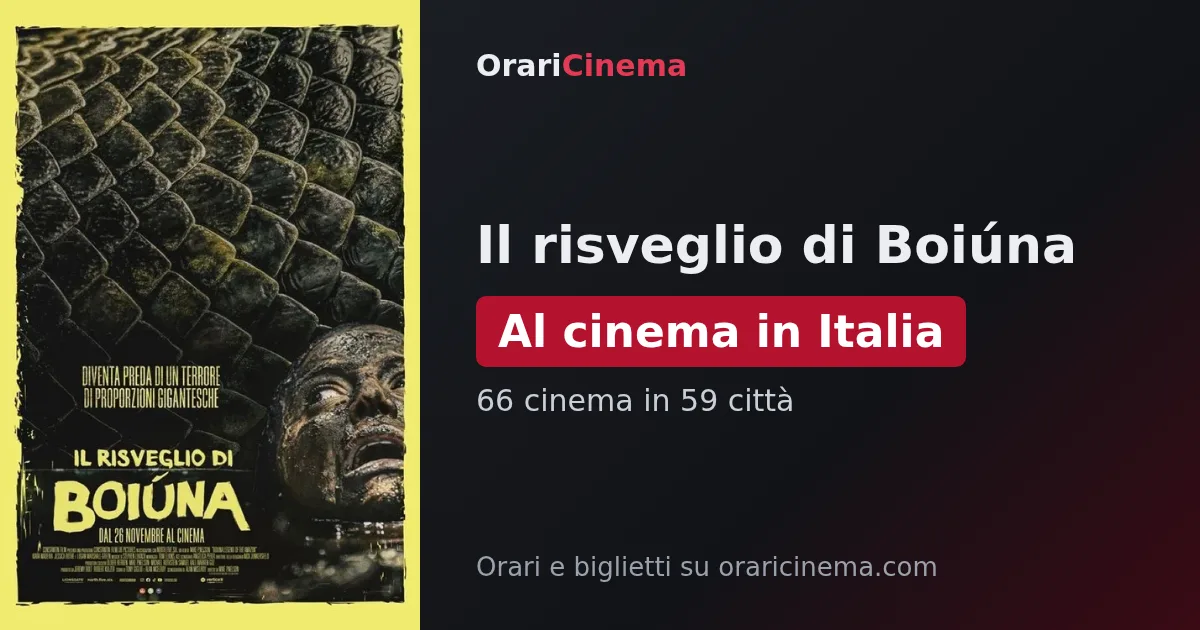 DIVENTA PREDA DI UN TERRORE
DI PROPORZIONI GIGANTESCHE
IL RISVEGLIO DI
BOIÚNA
DAL 26 NOVEMBRE AL CINEMA
OrariCinema
Il risveglio di Boiúna
Al cinema in Italia
66 cinema in 59 città
Orari e biglietti su oraricinema.com